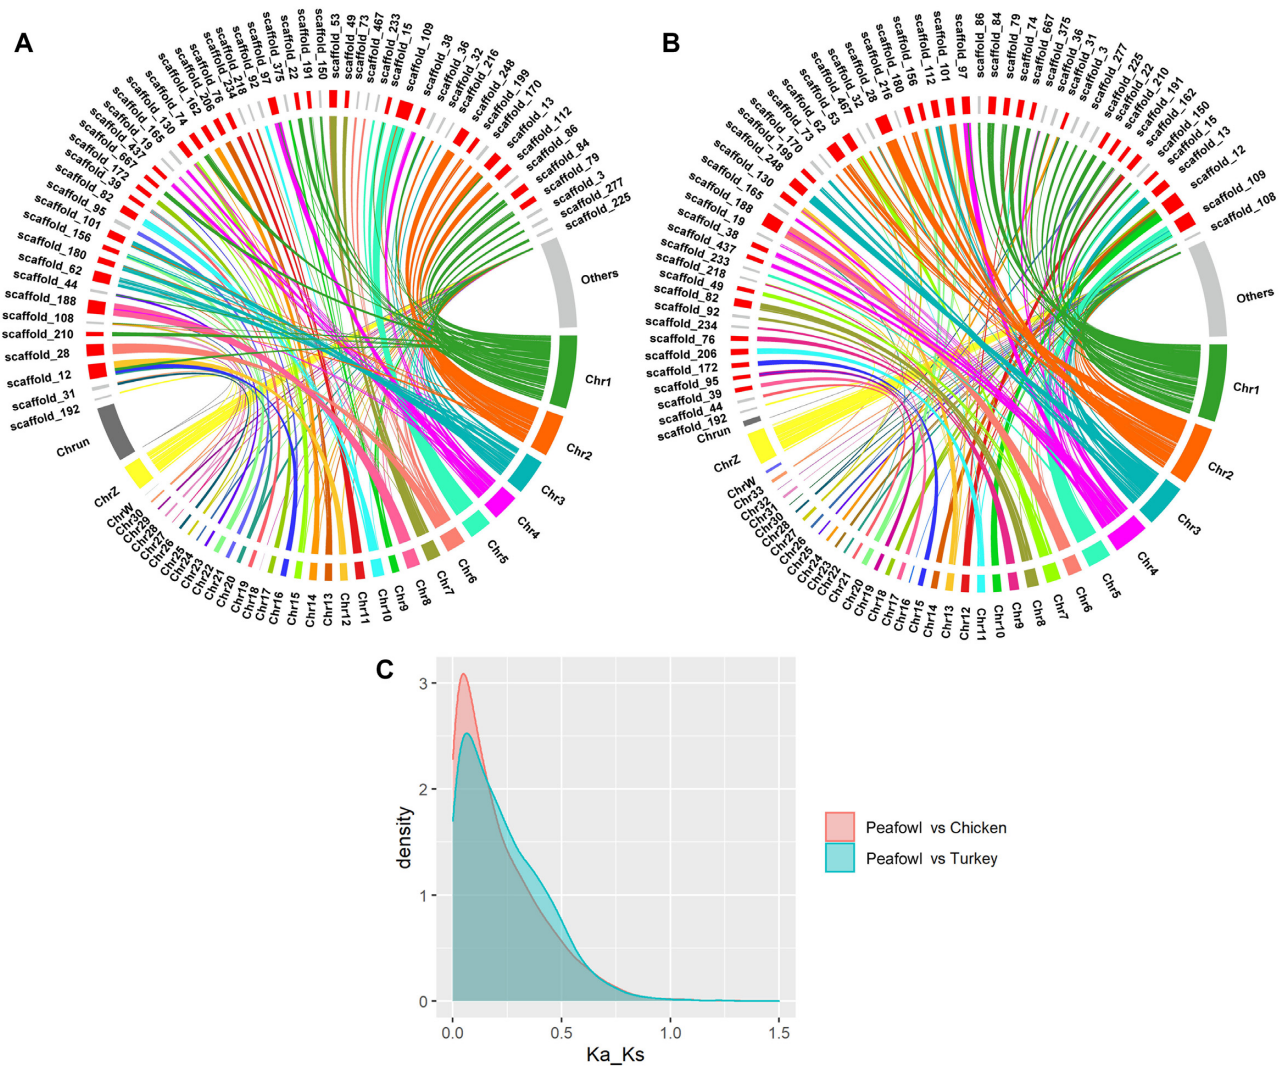 A
scaffold_192
scaffold_31
scaffold_12
scaffold_28
scaffold_210
scaffold_108
scaffold_188
scaffold_44
scaffold_62
scaffold_180
scaffold_156
scaffold_101
scaffold_95
scaffold_82
scaffold_39
scaffold_172
scaffold_667
scaffold_437
scaffold_19
scaffold_165
scaffold_130
scaffold_74
scaffold_162
scaffold_206
scaffold_76
scaffold_234
scaffold_218
scaffold_92
scaffold_97
scaffold_375
scaffold_22
scaffold_191
scaffold_150
scaffold_53
scaffold_49
scaffold_73
scaffold_467
scaffold_233
scaffold_15
scaffold_109
scaffold_38
scaffold_36
scaffold_32
scaffold_216
scaffold_248
scaffold_199
scaffold_170
scaffold_13
scaffold_112
scaffold_86
scaffold_84
scaffold_79
scaffold_3
scaffold_277
scaffold_225
Others
Chr1
Chr2
Chr3
Chr4
Chr5
Chr6
Chr7
Chr8
Chr9
Chr10
Chr11
Chr12
Chr13
Chr14
Chr15
Chr16
Chr17
Chr18
Chr19
Chr20
Chr21
Chr22
Chr23
Chr24
Chr25
Chr26
Chr27
Chr28
Chr29
Chr30
ChrW
ChrZ
Chrun
B
scaffold_192
scaffold_44
scaffold_39
scaffold_95
scaffold_172
scaffold_206
scaffold_76
scaffold_234
scaffold_92
scaffold_82
scaffold_49
scaffold_218
scaffold_233
scaffold_437
scaffold_38
scaffold_19
scaffold_188
scaffold_165
scaffold_130
scaffold_248
scaffold_199
scaffold_170
scaffold_73
scaffold_62
scaffold_53
scaffold_467
scaffold_32
scaffold_28
scaffold_216
scaffold_180
scaffold_156
scaffold_112
scaffold_101
scaffold_97
scaffold_86
scaffold_84
scaffold_79
scaffold_74
scaffold_667
scaffold_375
scaffold_36
scaffold_31
scaffold_3
scaffold_277
scaffold_225
scaffold_22
scaffold_210
scaffold_191
scaffold_162
scaffold_150
scaffold_15
scaffold_13
scaffold_12
scaffold_109
scaffold_108
Others
Chr1
Chr2
Chr3
Chr4
Chr5
Chr6
Chr7
Chr8
Chr9
Chr10
Chr11
Chr12
Chr13
Chr14
Chr15
Chr16
Chr17
Chr18
Chr19
Chr20
Chr21
Chr22
Chr23
Chr24
Chr25
Chr26
Chr27
Chr28
Chr30
Chr31
Chr32
Chr33
ChrW
ChrZ
Chrun
C
density
3
2
1
0
0.0
0.5
1.0
1.5
Ka_Ks
Peafowl vs Chicken
Peafowl vs Turkey